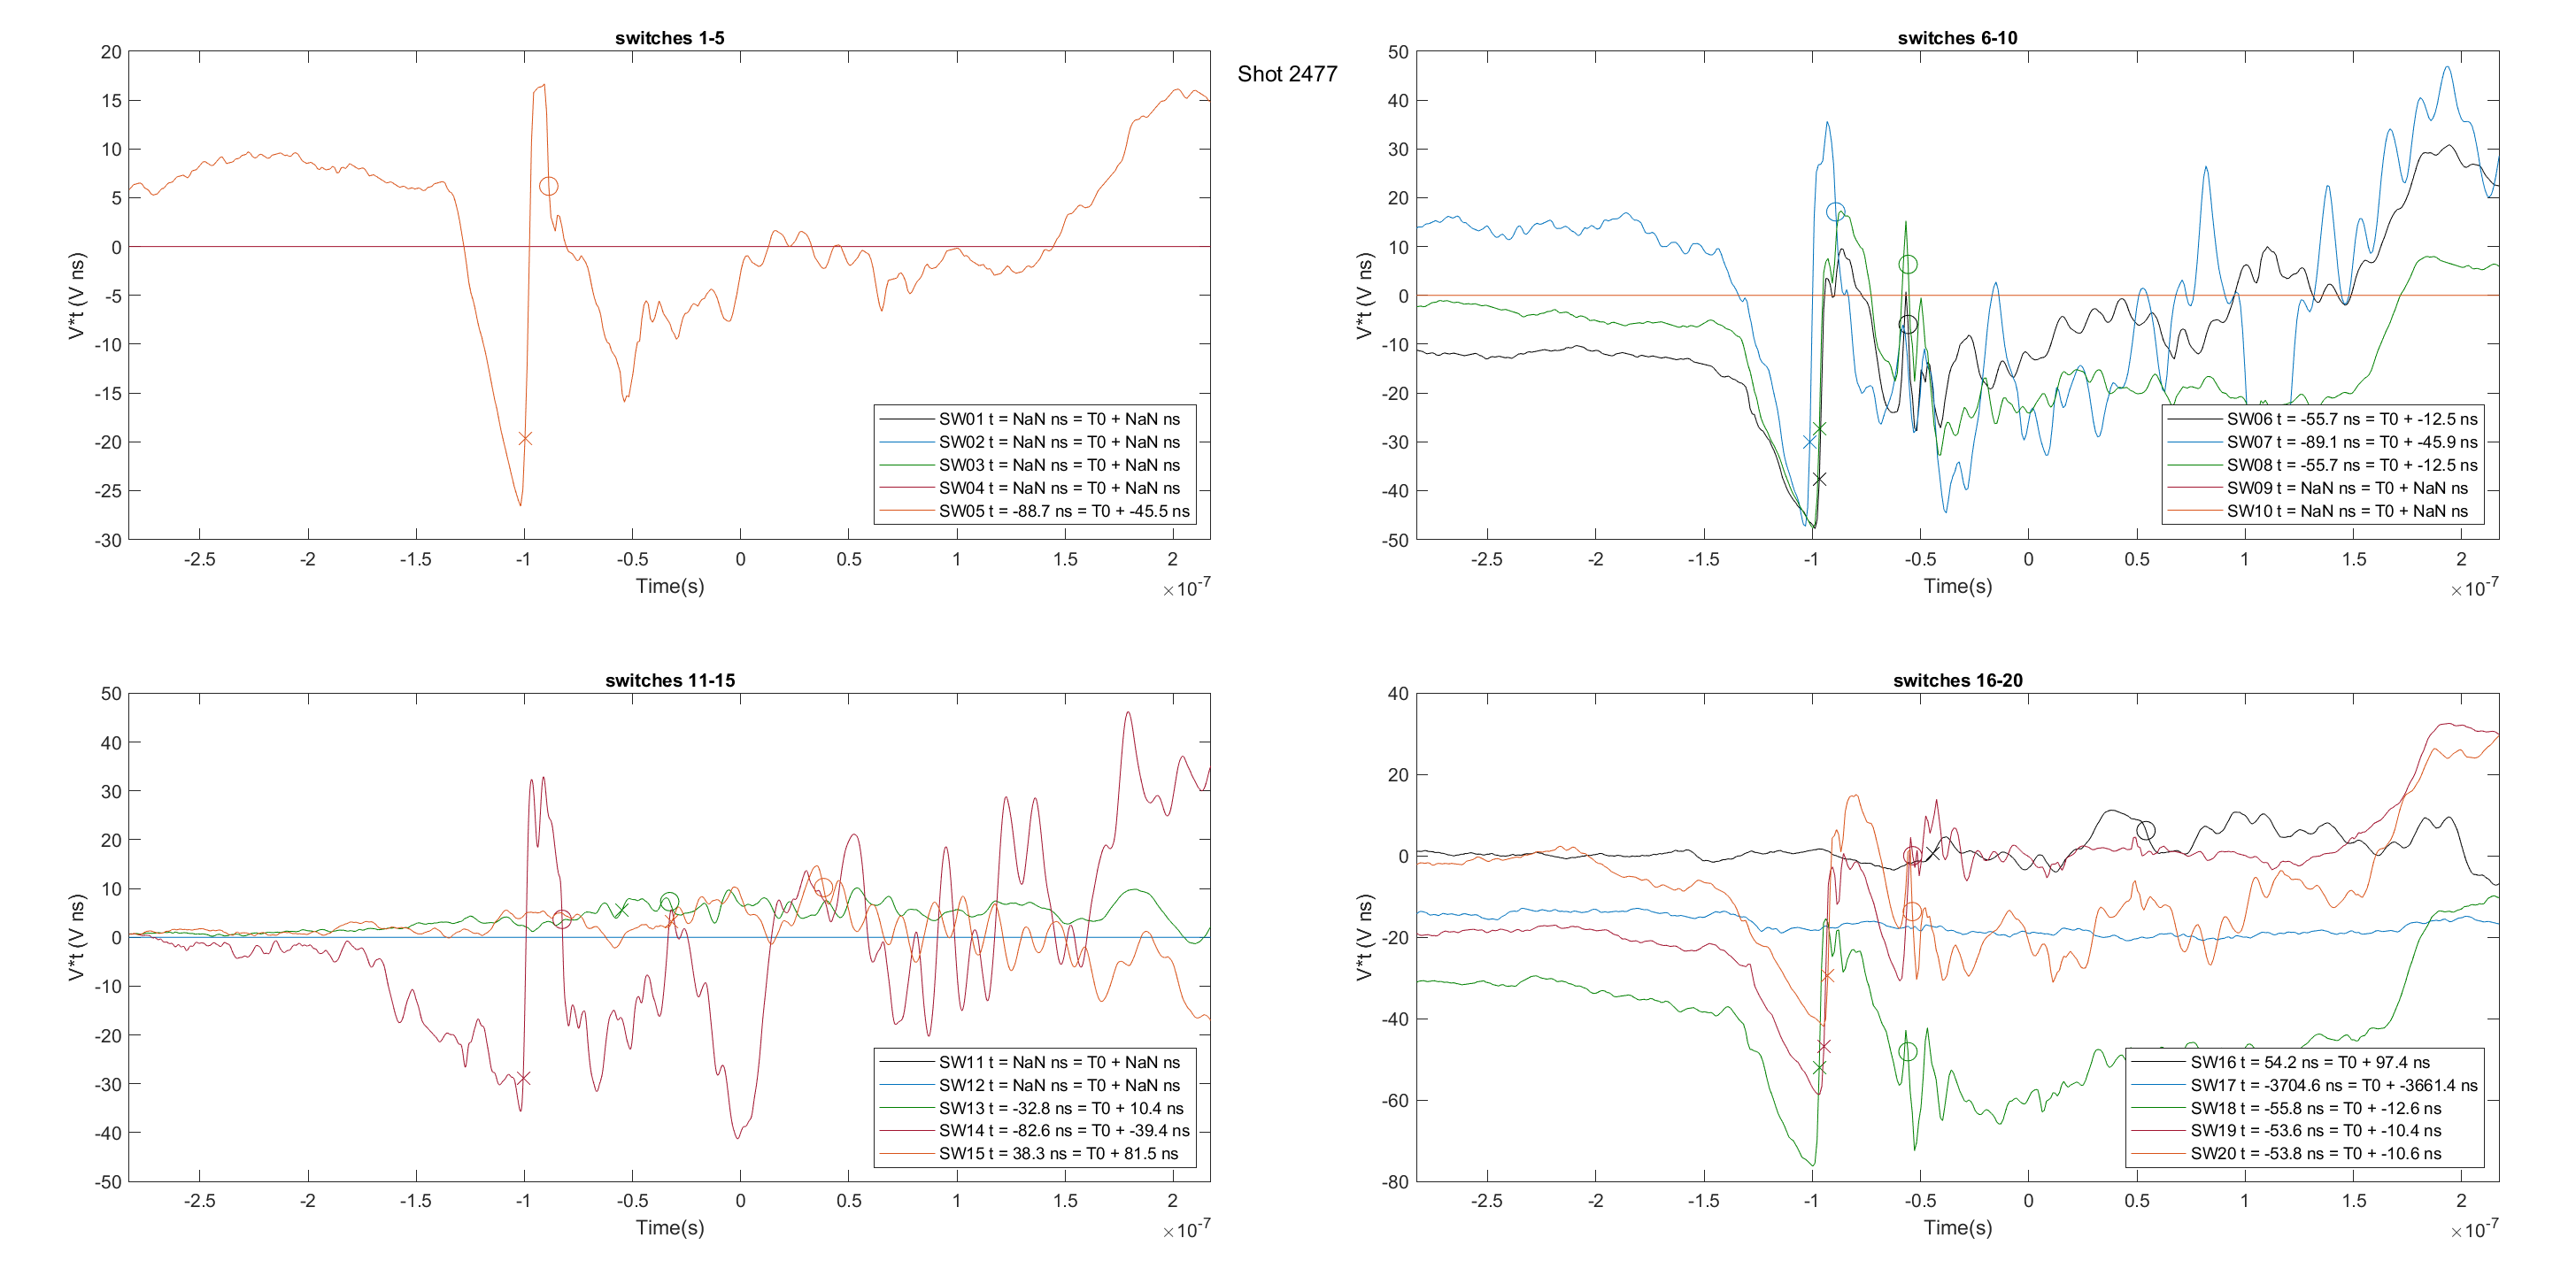 Shot 2477
switches 1-5
20
15
10
5
0
-5
-10
-15
-20
-25
-30
V*t (V ns)
-2.5 -2 -1.5 -1 -0.5 0 0.5 1 1.5 2
Time(s)
×10-7
SW01 t = NaN ns = T0 + NaN ns
SW02 t = NaN ns = T0 + NaN ns
SW03 t = NaN ns = T0 + NaN ns
SW04 t = NaN ns = T0 + NaN ns
SW05 t = -88.7 ns = T0 + -45.5 ns
switches 6-10
50
40
30
20
10
0
-10
-20
-30
-40
-50
V*t (V ns)
-2.5 -2 -1.5 -1 -0.5 0 0.5 1 1.5 2
Time(s)
×10-7
SW06 t = -55.7 ns = T0 + -12.5 ns
SW07 t = -89.1 ns = T0 + -45.9 ns
SW08 t = -55.7 ns = T0 + -12.5 ns
SW09 t = NaN ns = T0 + NaN ns
SW10 t = NaN ns = T0 + NaN ns
switches 11-15
50
40
30
20
10
0
-10
-20
-30
-40
-50
V*t (V ns)
-2.5 -2 -1.5 -1 -0.5 0 0.5 1 1.5 2
Time(s)
×10-7
SW11 t = NaN ns = T0 + NaN ns
SW12 t = NaN ns = T0 + NaN ns
SW13 t = -32.8 ns = T0 + 10.4 ns
SW14 t = -82.6 ns = T0 + -39.4 ns
SW15 t = 38.3 ns = T0 + 81.5 ns
switches 16-20
40
20
0
-20
-40
-60
-80
V*t (V ns)
-2.5 -2 -1.5 -1 -0.5 0 0.5 1 1.5 2
Time(s)
×10-7
SW16 t = 54.2 ns = T0 + 97.4 ns
SW17 t = -3704.6 ns = T0 + -3661.4 ns
SW18 t = -55.8 ns = T0 + -12.6 ns
SW19 t = -53.6 ns = T0 + -10.4 ns
SW20 t = -53.8 ns = T0 + -10.6 ns